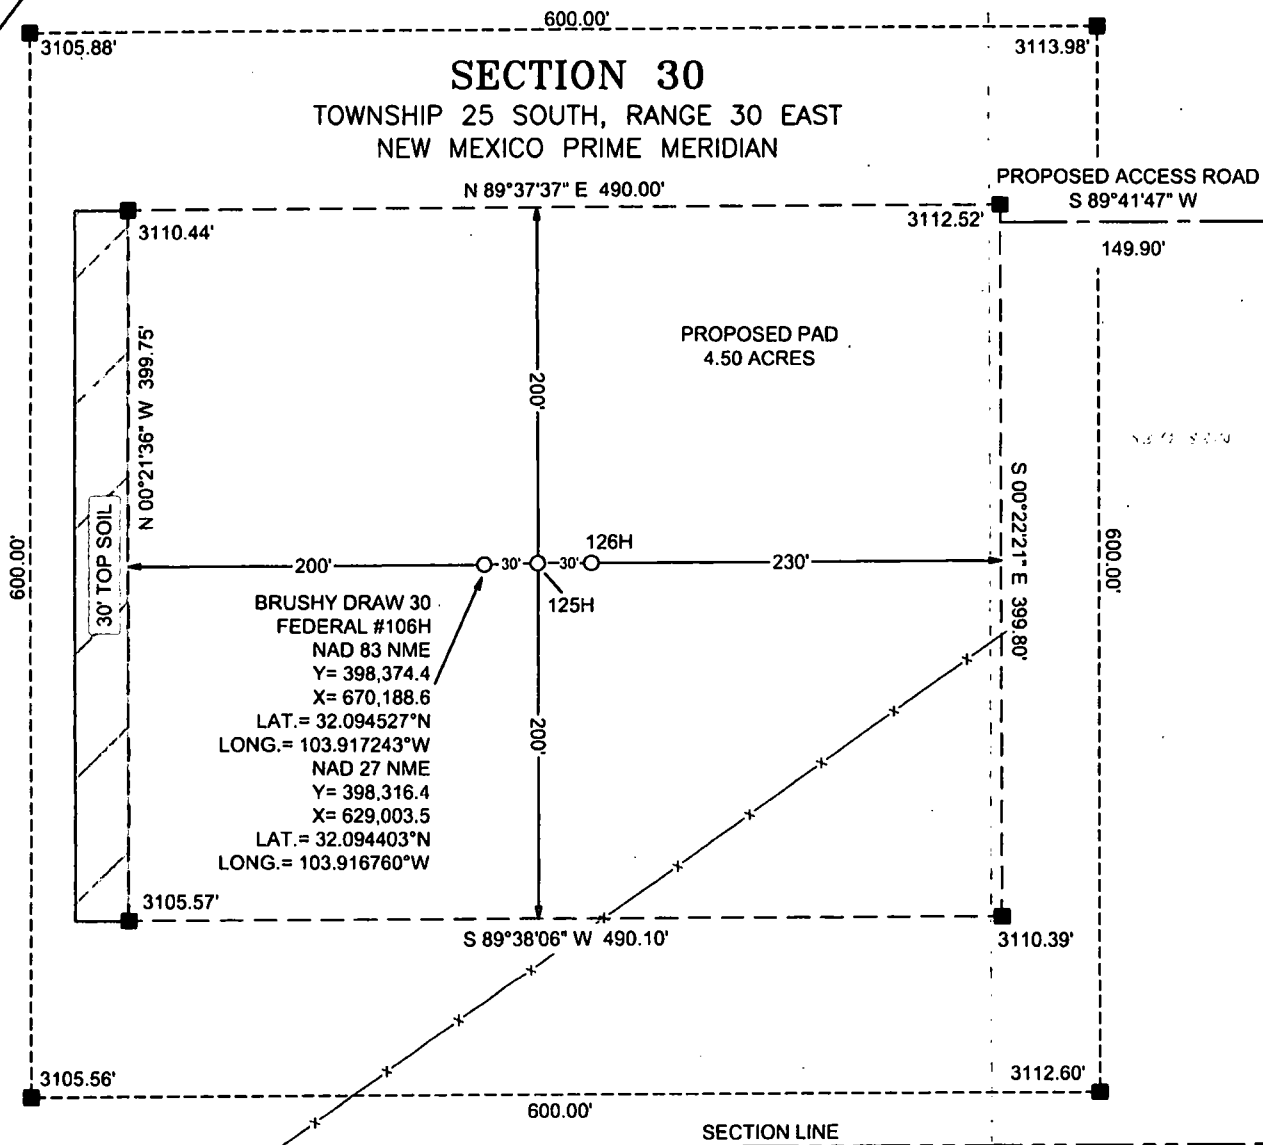 600.00'
3105.88'
3113.98'
SECTION 30
TOWNSHIP 25 SOUTH, RANGE 30 EAST
NEW MEXICO PRIME MERIDIAN
PROPOSED ACCESS ROAD
S 89°41'47" W
149.90'
N 89°37'37" E 490.00'
3110.44'
3112.52'
PROPOSED PAD
4.50 ACRES
N 00°21'36" W 399.75'
200'
30' TOP SOIL
600.00'
S 00°22'21" E 399.80'
600.00'
200'
30'
30'
230'
126H
125H
BRUSHY DRAW 30
FEDERAL #106H
NAD 83 NME
Y= 398,374.4
X= 670,188.6
LAT.= 32.094527°N
LONG.= 103.917243°W
NAD 27 NME
Y= 398,316.4
X= 629,003.5
LAT.= 32.094403°N
LONG.= 103.916760°W
200'
3105.57'
S 89°38'06" W 490.10'
3110.39'
3105.56'
3112.60'
600.00'
SECTION LINE